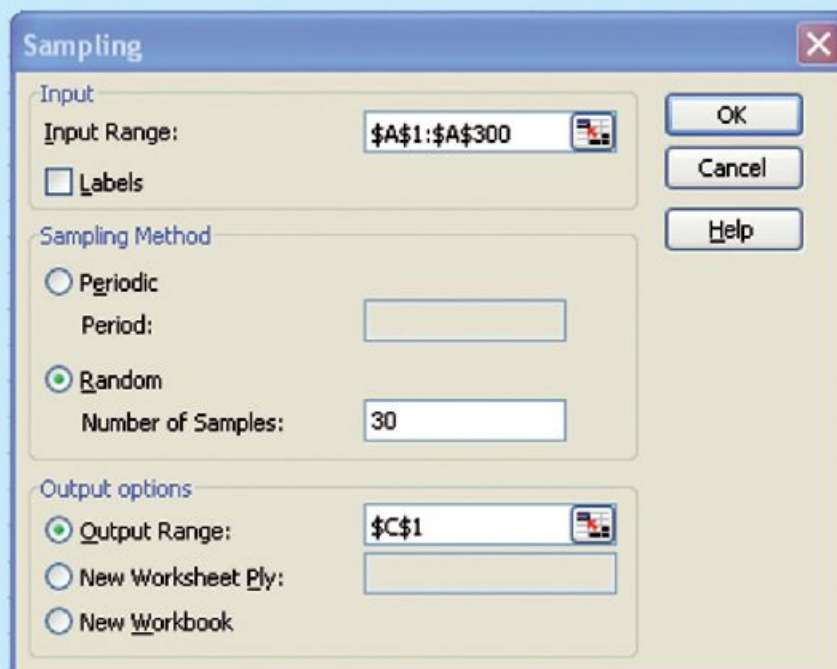 Sampling
Input
Input Range: $A$1:$A$300
Labels
Sampling Method
Periodic
Period:
Random
Number of Samples: 30
Output options
Output Range: $C$1
New Worksheet Ply:
New Workbook
OK
Cancel
Help